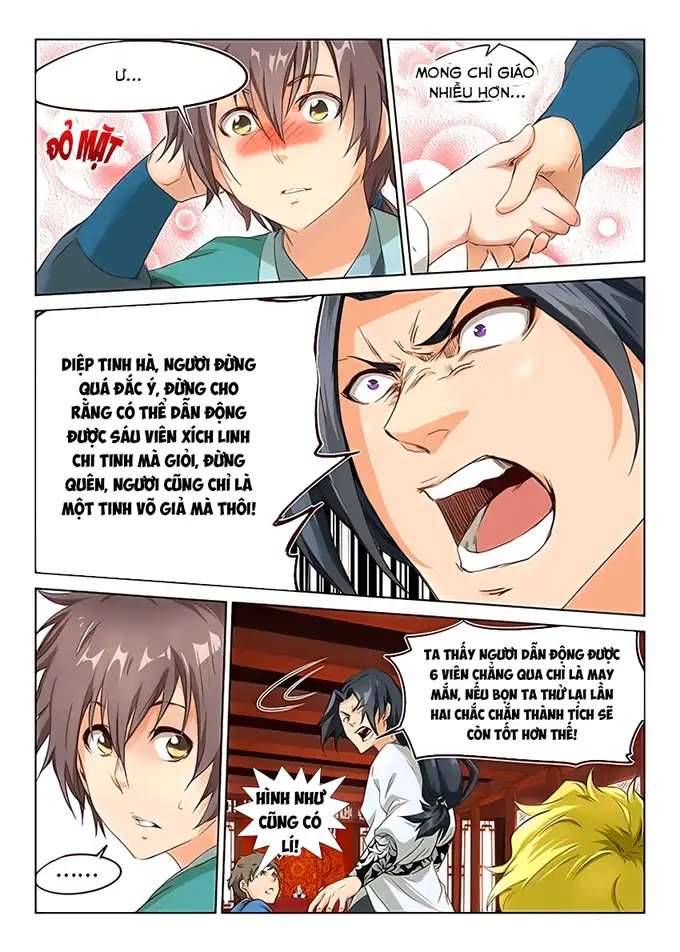 Ư...
ĐỎ MẶT
MONG CHỈ GIÁO
NHIỀU HƠN...
DIỆP TINH HÀ, NGƯƠI ĐỪNG
QUÁ ĐẮC Ý, ĐỪNG CHO
RẰNG CÓ THỂ DẪN ĐỘNG
ĐƯỢC SÁU VIÊN XÍCH LINH
CHI TINH MÀ GIỎI, ĐỪNG
QUÊN, NGƯƠI CŨNG CHỈ LÀ
MỘT TINH VÕ GIẢ MÀ THÔI!
......
TA THẤY NGƯƠI DẪN ĐỘNG ĐƯỢC
6 VIÊN CHẲNG QUA CHỈ LÀ MAY
MẮN, NẾU BỌN TA THỬ LẠI LẦN
HAI CHẮC CHẮN THÀNH TÍCH SẼ
CÒN TỐT HƠN THẾ!
HÌNH NHƯ
CŨNG CÓ
LÍ!